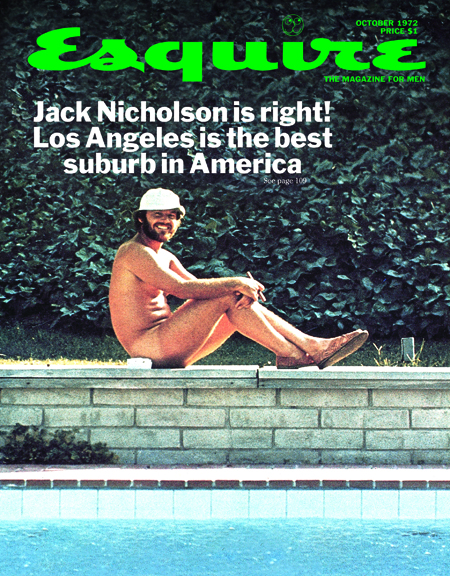 OCTOBER 1972
PRICE $1
Esquire
THE MAGAZINE FOR MEN
Jack Nicholson is right!
Los Angeles is the best
suburb in America
See page 109